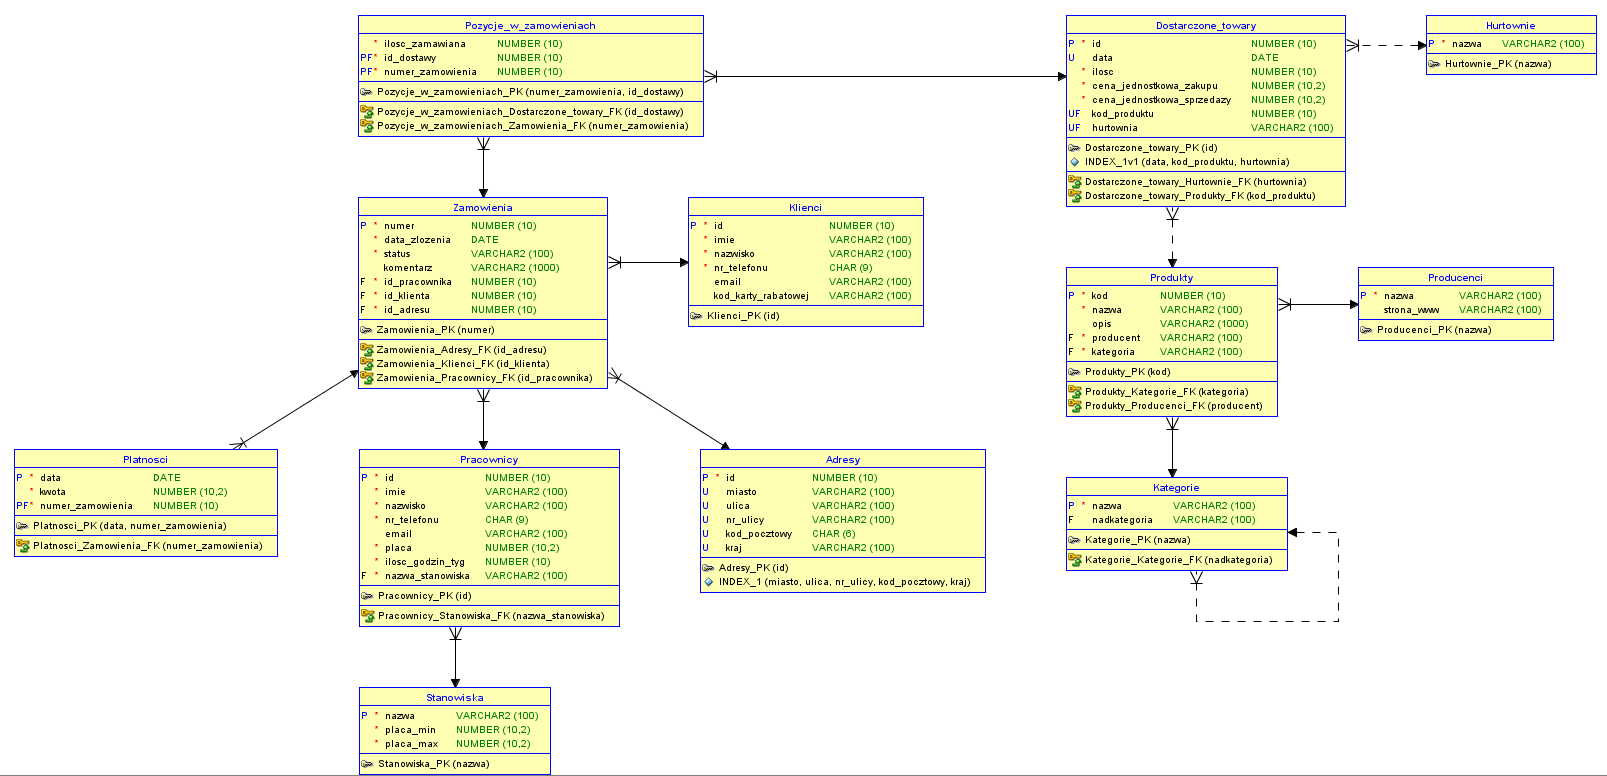 Pozycje_w_zamowieniach
* ilosc_zamawiana NUMBER (10)
PF* id_dostawy NUMBER (10)
PF* numer_zamowienia NUMBER (10)
Pozycje_w_zamowieniach_PK (numer_zamowienia, id_dostawy)
Pozycje_w_zamowieniach_Dostarczone_towary_FK (id_dostawy)
Pozycje_w_zamowieniach_Zamowienia_FK (numer_zamowienia)
Dostarczone_towary
P * id NUMBER (10)
U data DATE
* ilosc NUMBER (10)
* cena_jednostkowa_zakupu NUMBER (10,2)
* cena_jednostkowa_sprzedazy NUMBER (10,2)
UF kod_produktu NUMBER (10)
UF hurtownia VARCHAR2 (100)
Dostarczone_towary_PK (id)
INDEX_1v1 (data, kod_produktu, hurtownia)
Dostarczone_towary_Hurtownie_FK (hurtownia)
Dostarczone_towary_Produkty_FK (kod_produktu)
Hurtownie
P * nazwa VARCHAR2 (100)
Hurtownie_PK (nazwa)
Zamowienia
P * numer NUMBER (10)
* data_zlozenia DATE
* status VARCHAR2 (100)
komentarz VARCHAR2 (1000)
F * id_pracownika NUMBER (10)
F * id_klienta NUMBER (10)
F * id_adresu NUMBER (10)
Zamowienia_PK (numer)
Zamowienia_Adresy_FK (id_adresu)
Zamowienia_Klienci_FK (id_klienta)
Zamowienia_Pracownicy_FK (id_pracownika)
Klienci
P * id NUMBER (10)
* imie VARCHAR2 (100)
* nazwisko VARCHAR2 (100)
* nr_telefonu CHAR (9)
email VARCHAR2 (100)
kod_karty_rabatowej VARCHAR2 (100)
Klienci_PK (id)
Produkty
P * kod NUMBER (10)
* nazwa VARCHAR2 (100)
opis VARCHAR2 (1000)
F * producent VARCHAR2 (100)
F * kategoria VARCHAR2 (100)
Produkty_PK (kod)
Produkty_Kategorie_FK (kategoria)
Produkty_Producenci_FK (producent)
Producenci
P * nazwa VARCHAR2 (100)
strona_www VARCHAR2 (100)
Producenci_PK (nazwa)
Platnosci
P * data DATE
* kwota NUMBER (10,2)
PF* numer_zamowienia NUMBER (10)
Platnosci_PK (data, numer_zamowienia)
Platnosci_Zamowienia_FK (numer_zamowienia)
Pracownicy
P * id NUMBER (10)
* imie VARCHAR2 (100)
* nazwisko VARCHAR2 (100)
* nr_telefonu CHAR (9)
email VARCHAR2 (100)
* placa NUMBER (10,2)
* ilosc_godzin_tyg NUMBER (10)
F * nazwa_stanowiska VARCHAR2 (100)
Pracownicy_PK (id)
Pracownicy_Stanowiska_FK (nazwa_stanowiska)
Adresy
P * id NUMBER (10)
U miasto VARCHAR2 (100)
U ulica VARCHAR2 (100)
U nr_ulicy VARCHAR2 (100)
U kod_pocztowy CHAR (6)
U kraj VARCHAR2 (100)
Adresy_PK (id)
INDEX_1 (miasto, ulica, nr_ulicy, kod_pocztowy, kraj)
Kategorie
P * nazwa VARCHAR2 (100)
F nadkategoria VARCHAR2 (100)
Kategorie_PK (nazwa)
Kategorie_Kategorie_FK (nadkategoria)
Stanowiska
P * nazwa VARCHAR2 (100)
* placa_min NUMBER (10,2)
* placa_max NUMBER (10,2)
Stanowiska_PK (nazwa)